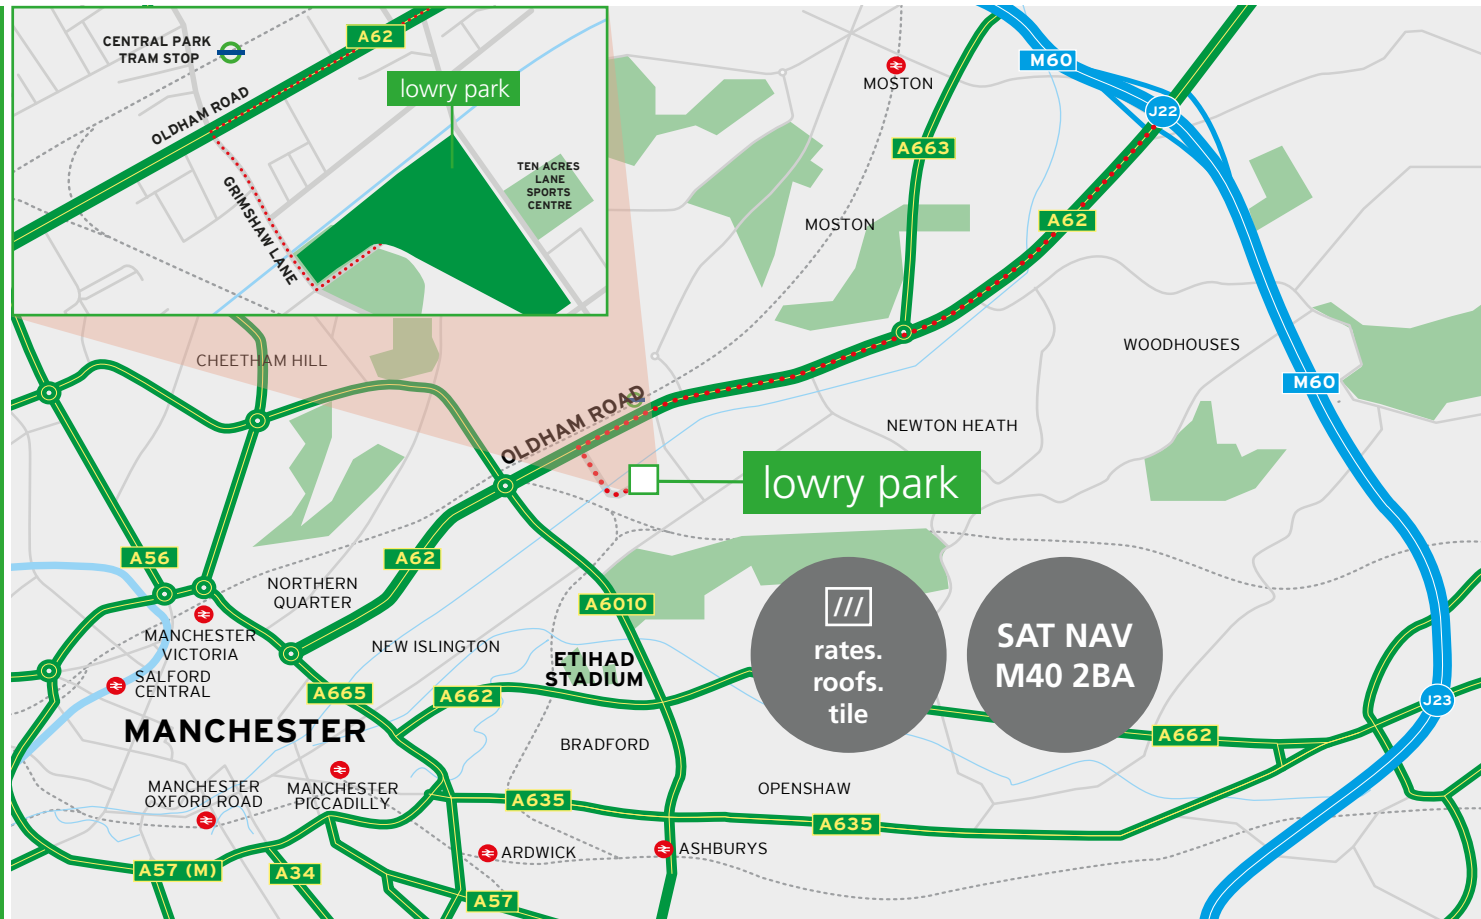 CENTRAL PARK
TRAM STOP
A62
lowry park
OLDHAM ROAD
GRIMSHAW LANE
TEN ACRES
LANE
SPORTS
CENTRE
MOSTON
M60
J22
A663
A62
MOSTON
CHEETHAM HILL
WOODHOUSES
M60
OLDHAM ROAD
NEWTON HEATH
lowry park
A56
A62
NORTHERN
QUARTER
A6010
///
rates.
roofs.
tile
SAT NAV
M40 2BA
MANCHESTER
VICTORIA
NEW ISLINGTON
ETIHAD
STADIUM
SALFORD
CENTRAL
A665
A662
J23
MANCHESTER
BRADFORD
A662
MANCHESTER
OXFORD ROAD
MANCHESTER
PICCADILLY
A635
OPENSHAW
A635
ARDWICK
ASHBURYS
A57 (M)
A34
A57